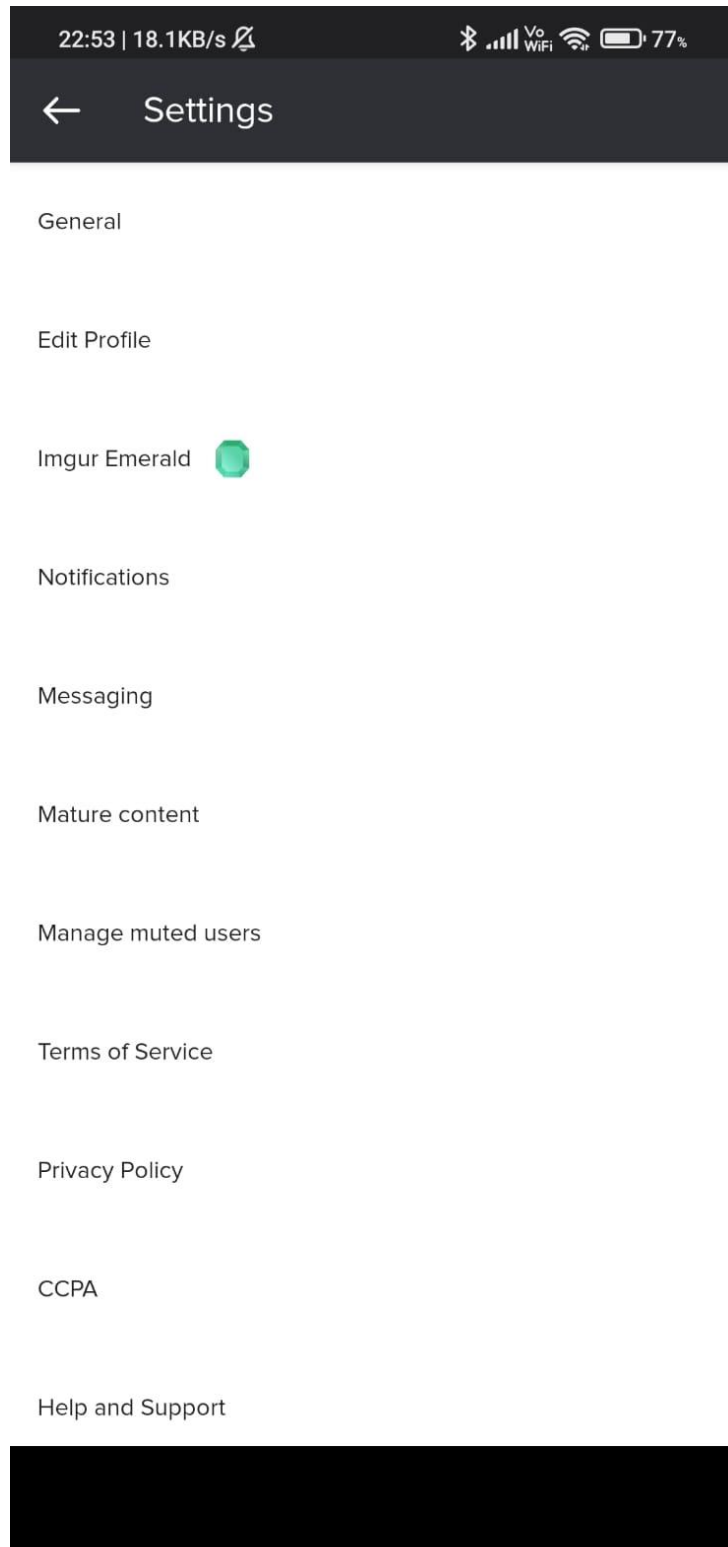 22:53 | 18.1KB/s Vo WiFi 77%
Settings
General
Edit Profile
Imgur Emerald
Notifications
Messaging
Mature content
Manage muted users
Terms of Service
Privacy Policy
CCPA
Help and Support